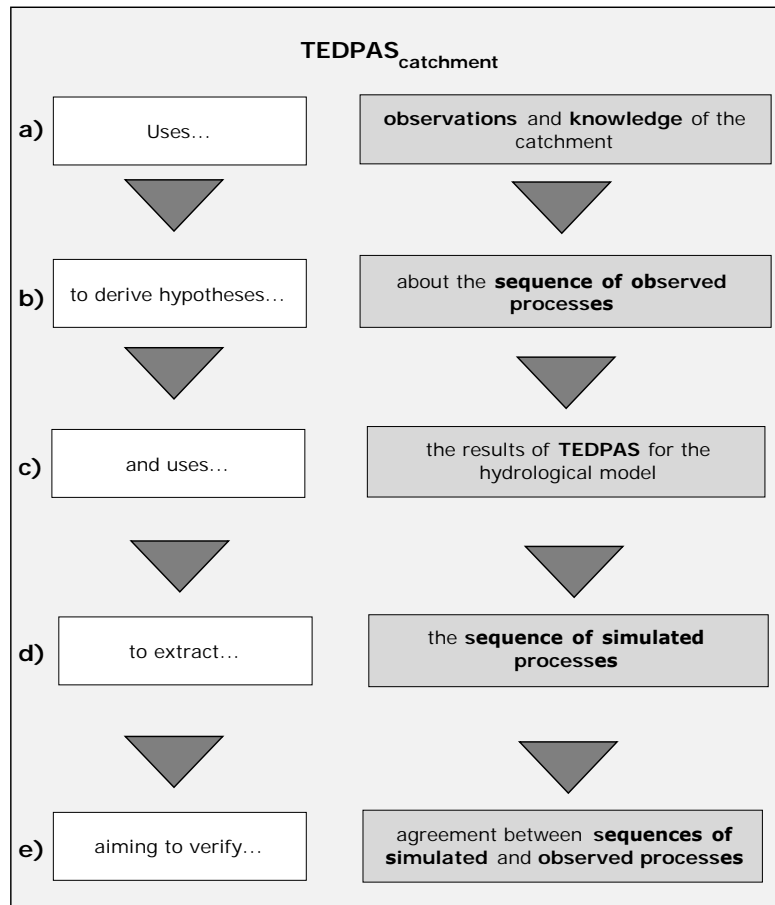 TEDPAS catchment
a)
Uses…
observations and knowledge of the
catchment
b)
to derive hypotheses…
about the sequence of observed
processes
c)
and uses…
the results of TEDPAS for the
hydrological model
d)
to extract…
the sequence of simulated
processes
e)
aiming to verify…
agreement between sequences of
simulated and observed processes